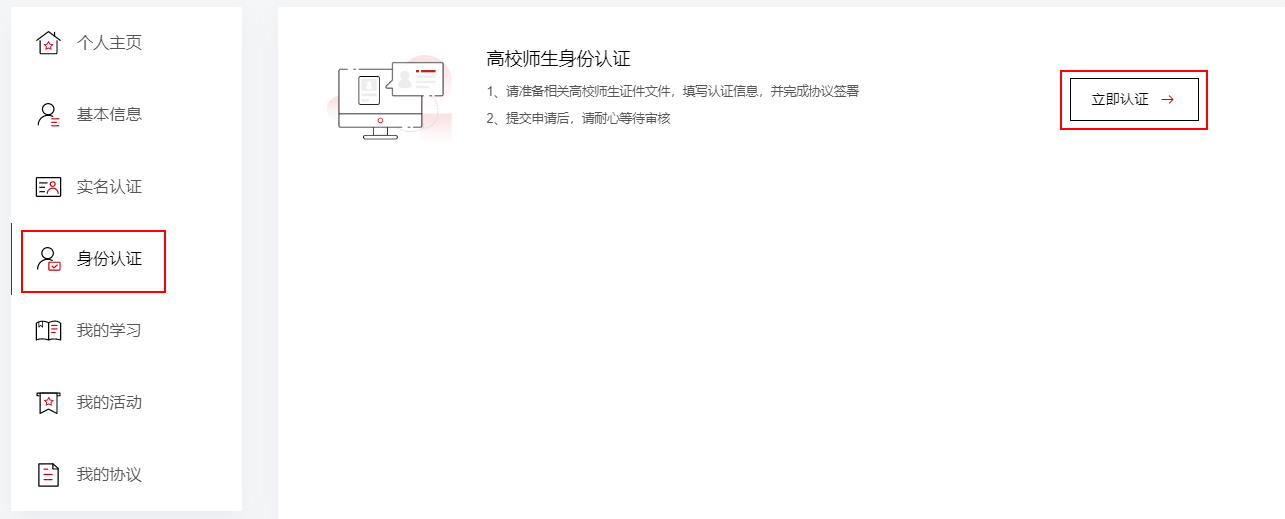 个人主页
基本信息
实名认证
身份认证
我的学习
我的活动
我的协议
高校师生身份认证
1、请准备相关高校师生证件文件，填写认证信息，并完成协议签署
2、提交申请后，请耐心等待审核
立即认证